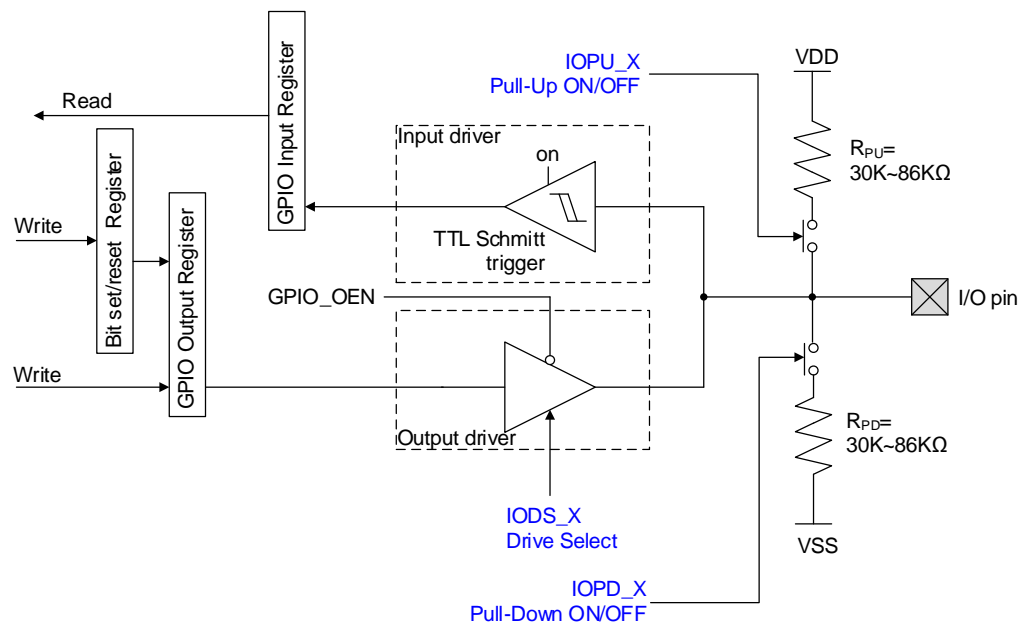 IOPU_X
Pull-Up ON/OFF
VDD
Read
GPIO Input Register
Input driver
on
R_PU=
30K~86KΩ
Bit set/reset Register
Write
GPIO Output Register
TTL Schmitt
trigger
GPIO_OEN
I/O pin
Write
Output driver
R_PD=
30K~86KΩ
IODS_X
Drive Select
VSS
IOPD_X
Pull-Down ON/OFF